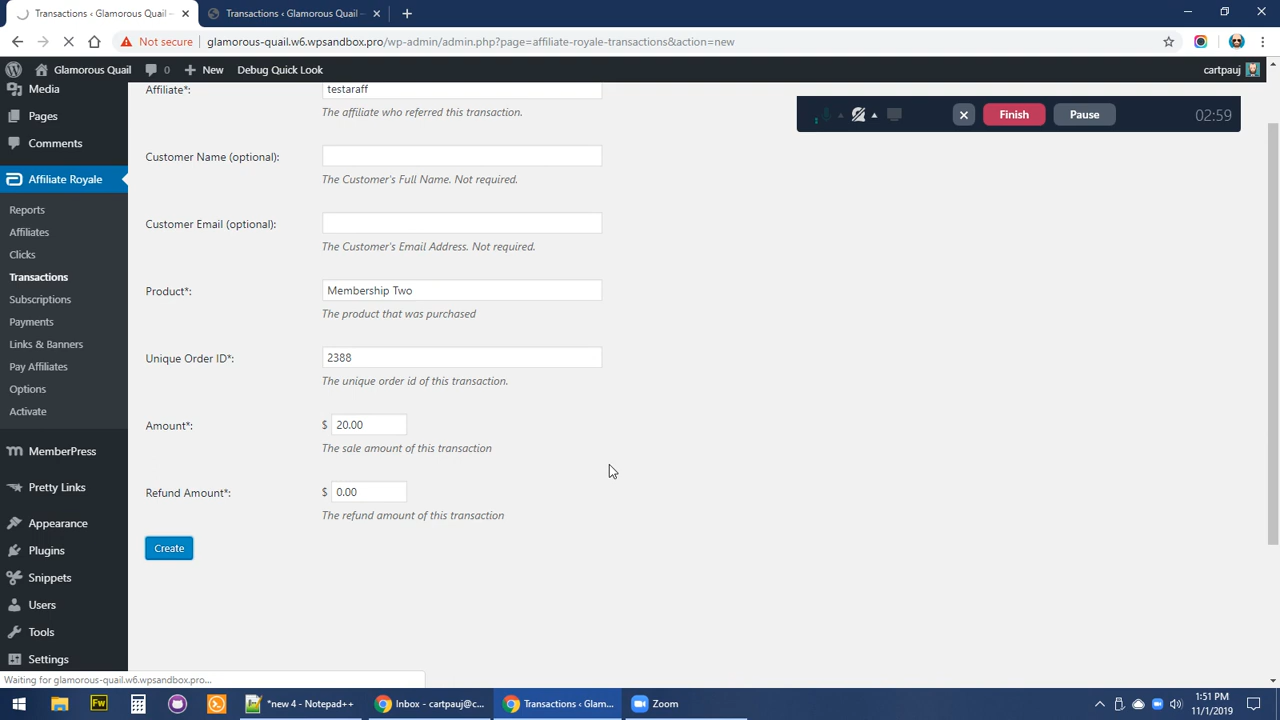 Transactions ‹ Glamorous Quail –
Transactions ‹ Glamorous Quail –
Not secure
glamorous-quail.w6.wpsandbox.pro/wp-admin/admin.php?page=affiliate-royale-transactions&action=new
Glamorous Quail
0
New
Debug Quick Look
cartpauj
Media
Pages
Comments
Affiliate Royale
Reports
Affiliates
Clicks
Transactions
Subscriptions
Payments
Links & Banners
Pay Affiliates
Options
Activate
MemberPress
Pretty Links
Appearance
Plugins
Snippets
Users
Tools
Settings
Affiliate*:
testaraff
The affiliate who referred this transaction.
Finish
Pause
02:59
Customer Name (optional):
The Customer's Full Name. Not required.
Customer Email (optional):
The Customer's Email Address. Not required.
Product*:
Membership Two
The product that was purchased
Unique Order ID*:
2388
The unique order id of this transaction.
Amount*:
$ 20.00
The sale amount of this transaction
Refund Amount*:
$ 0.00
The refund amount of this transaction
Create
Waiting for glamorous-quail.w6.wpsandbox.pro...
Fw
*new 4 - Notepad++
Inbox - cartpauj@c...
Transactions ‹ Glam...
Zoom
1:51 PM
11/1/2019